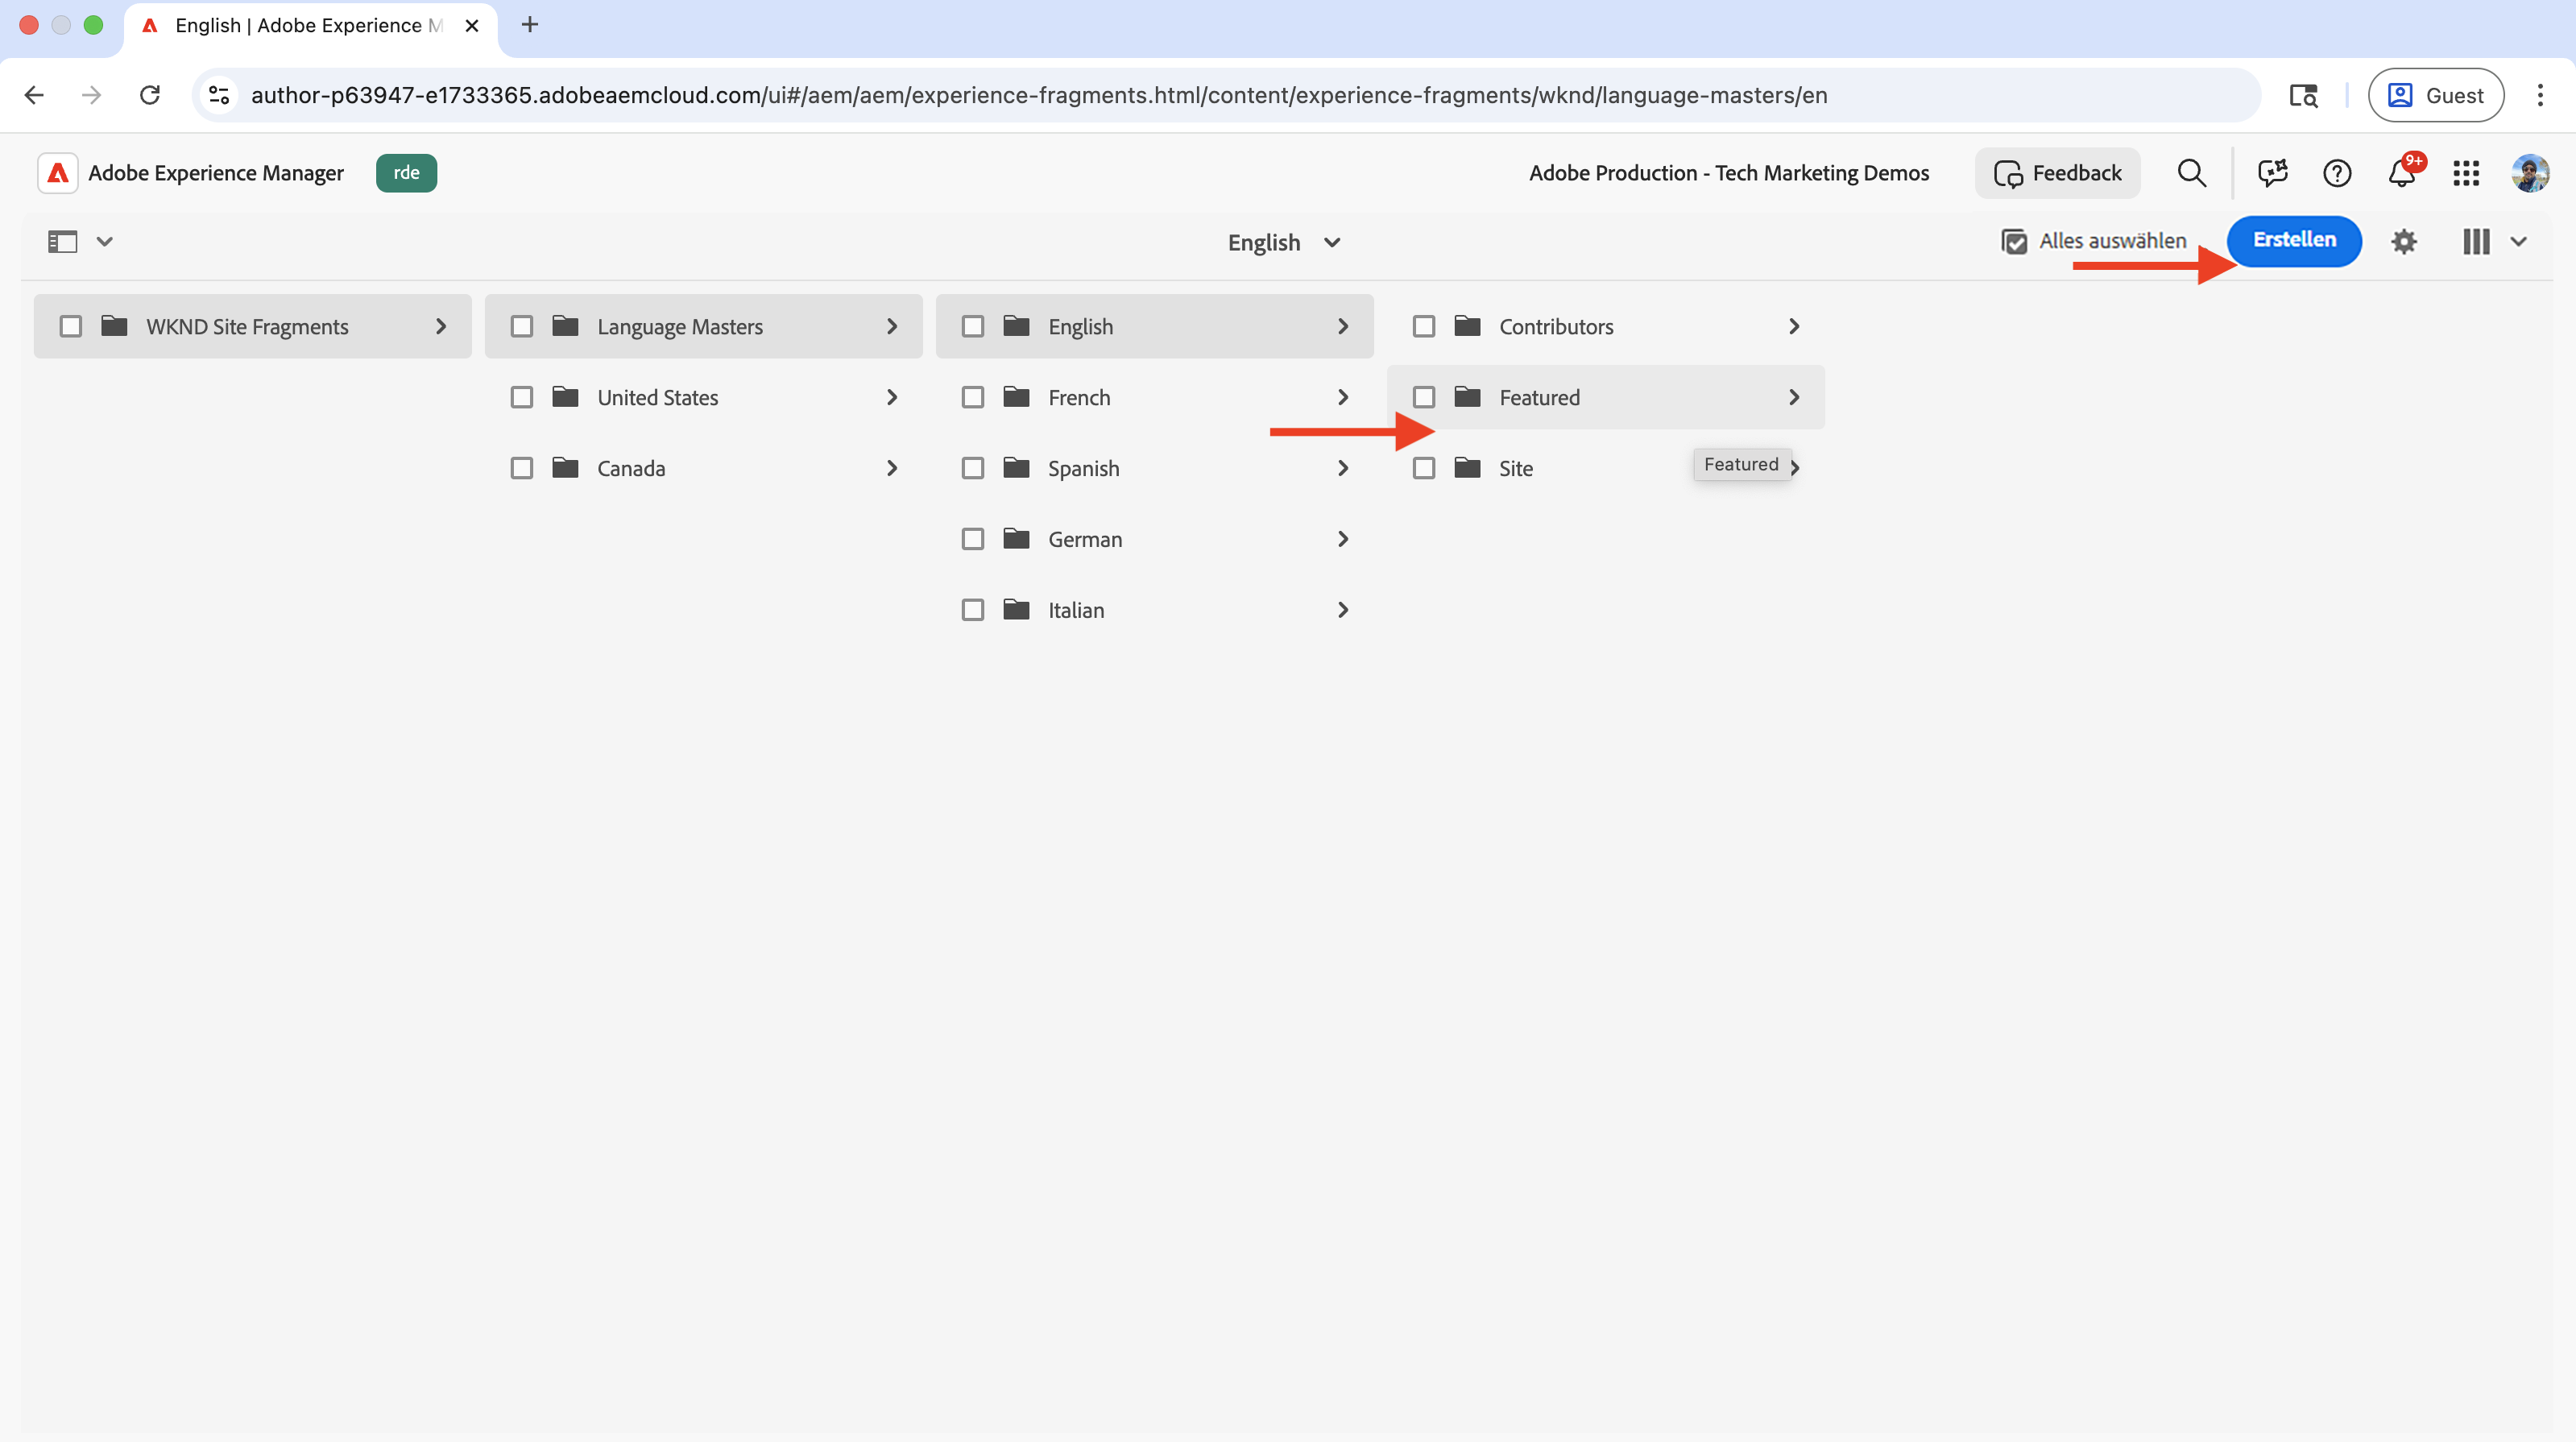 English | Adobe Experience M
author-p63947-e1733365.adobeaemcloud.com/ui#/aem/aem/experience-fragments.html/content/experience-fragments/wknd/language-masters/en
Guest
Adobe Experience Manager
rde
Adobe Production - Tech Marketing Demos
Feedback
9+
English
Alles auswählen
Erstellen
WKND Site Fragments
Language Masters
English
Contributors
United States
French
Featured
Canada
Spanish
Site
Featured
German
Italian